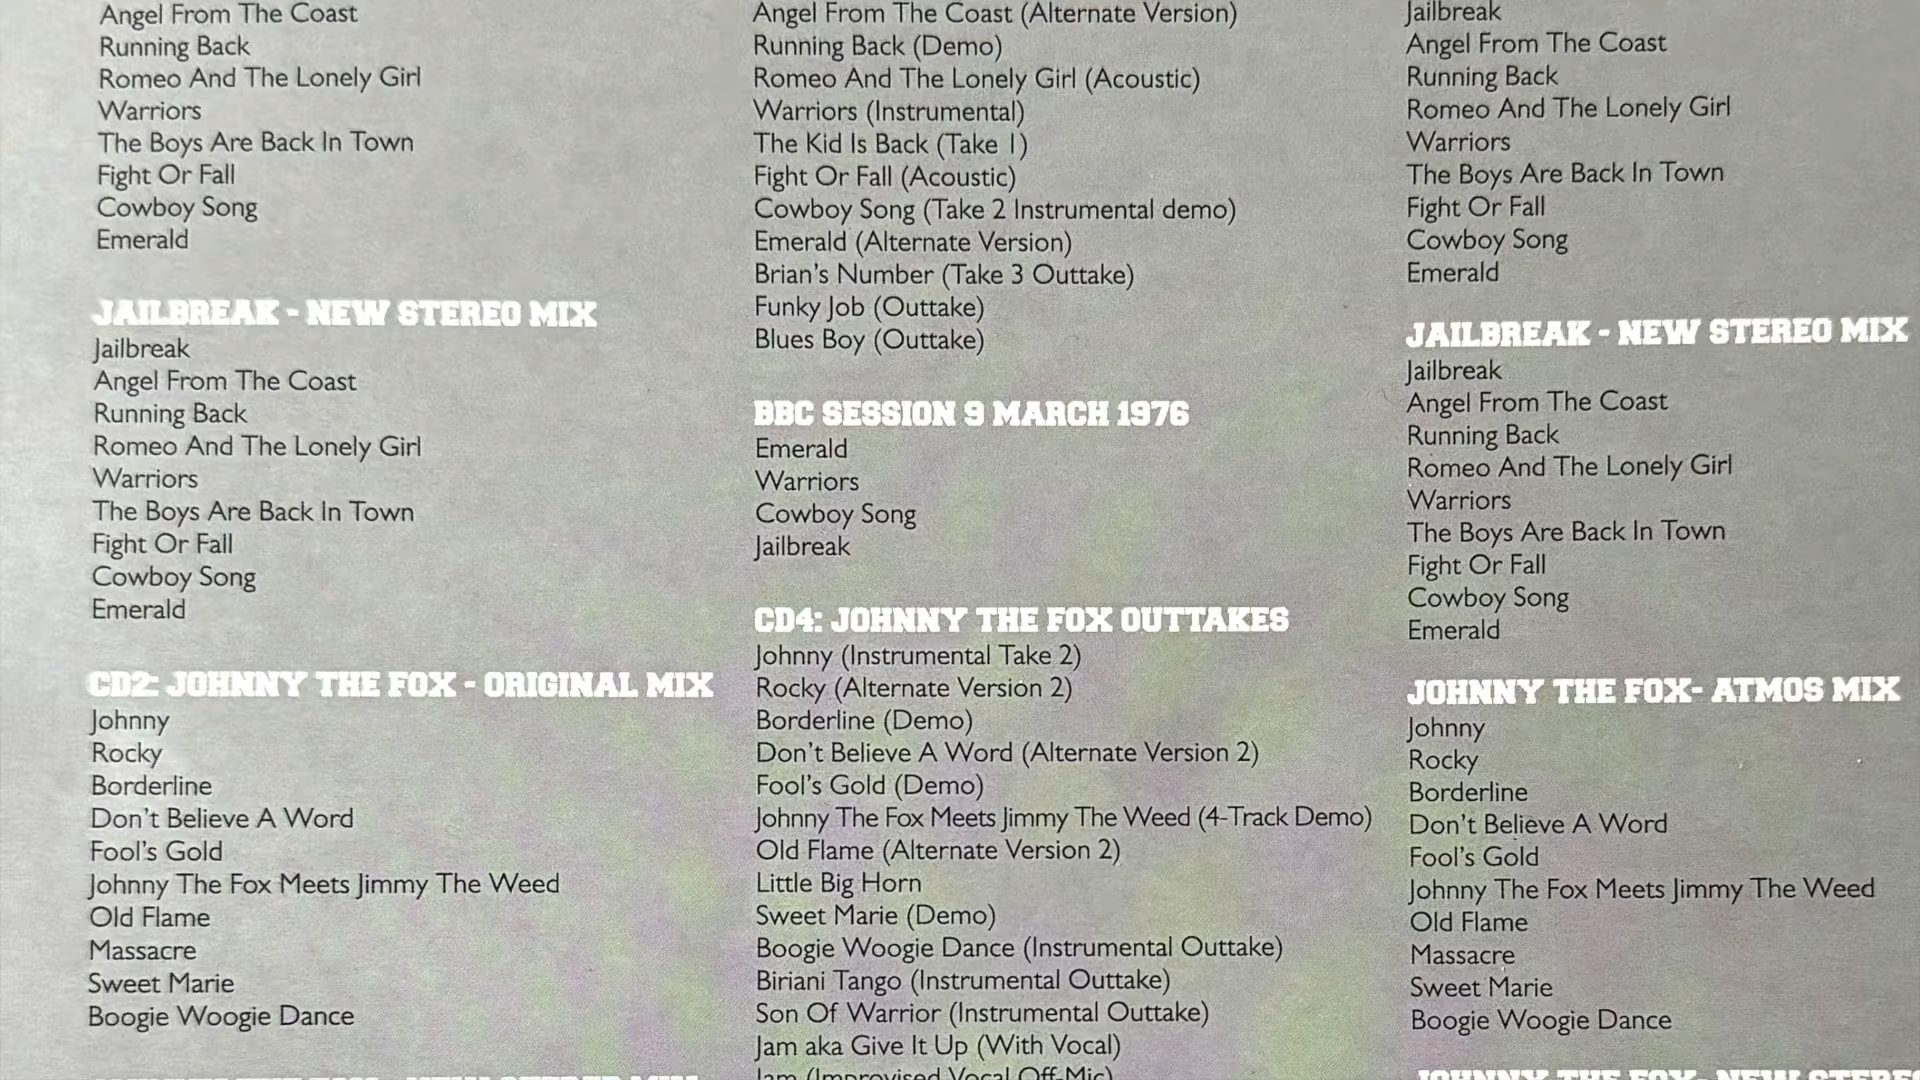 Angel From The Coast
Running Back
Romeo And The Lonely Girl
Warriors
The Boys Are Back In Town
Fight Or Fall
Cowboy Song
Emerald
JAILBREAK - NEW STEREO MIX
Jailbreak
Angel From The Coast
Running Back
Romeo And The Lonely Girl
Warriors
The Boys Are Back In Town
Fight Or Fall
Cowboy Song
Emerald
CD2: JOHNNY THE FOX - ORIGINAL MIX
Johnny
Rocky
Borderline
Don't Believe A Word
Fool's Gold
Johnny The Fox Meets Jimmy The Weed
Old Flame
Massacre
Sweet Marie
Boogie Woogie Dance
Angel From The Coast (Alternate Version)
Running Back (Demo)
Romeo And The Lonely Girl (Acoustic)
Warriors (Instrumental)
The Kid Is Back (Take 1)
Fight Or Fall (Acoustic)
Cowboy Song (Take 2 Instrumental demo)
Emerald (Alternate Version)
Brian's Number (Take 3 Outtake)
Funky Job (Outtake)
Blues Boy (Outtake)
BBC SESSION 9 MARCH 1976
Emerald
Warriors
Cowboy Song
Jailbreak
CD4: JOHNNY THE FOX OUTTAKES
Johnny (Instrumental Take 2)
Rocky (Alternate Version 2)
Borderline (Demo)
Don't Believe A Word (Alternate Version 2)
Fool's Gold (Demo)
Johnny The Fox Meets Jimmy The Weed (4-Track Demo)
Old Flame (Alternate Version 2)
Little Big Horn
Sweet Marie (Demo)
Boogie Woogie Dance (Instrumental Outtake)
Biriani Tango (Instrumental Outtake)
Son Of Warrior (Instrumental Outtake)
Jam aka Give It Up (With Vocal)
Jam (Improvised Vocal Off-Mic)
Jailbreak
Angel From The Coast
Running Back
Romeo And The Lonely Girl
Warriors
The Boys Are Back In Town
Fight Or Fall
Cowboy Song
Emerald
JAILBREAK - NEW STEREO MIX
Jailbreak
Angel From The Coast
Running Back
Romeo And The Lonely Girl
Warriors
The Boys Are Back In Town
Fight Or Fall
Cowboy Song
Emerald
JOHNNY THE FOX- ATMOS MIX
Johnny
Rocky
Borderline
Don't Believe A Word
Fool's Gold
Johnny The Fox Meets Jimmy The Weed
Old Flame
Massacre
Sweet Marie
Boogie Woogie Dance
JOHNNY THE FOX- NEW STEREO